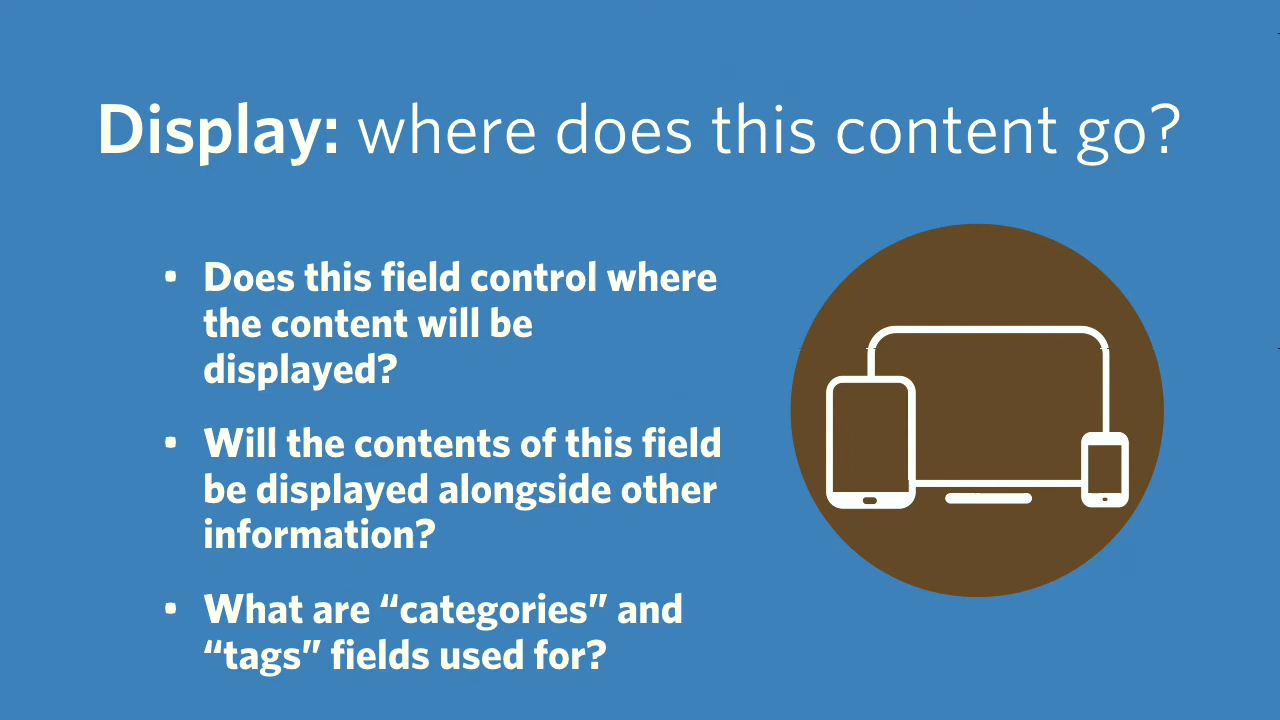 Display: where does this content go?
▪ Does this field control where
the content will be
displayed?
▪ Will the contents of this field
be displayed alongside other
information?
▪ What are “categories” and
“tags” fields used for?